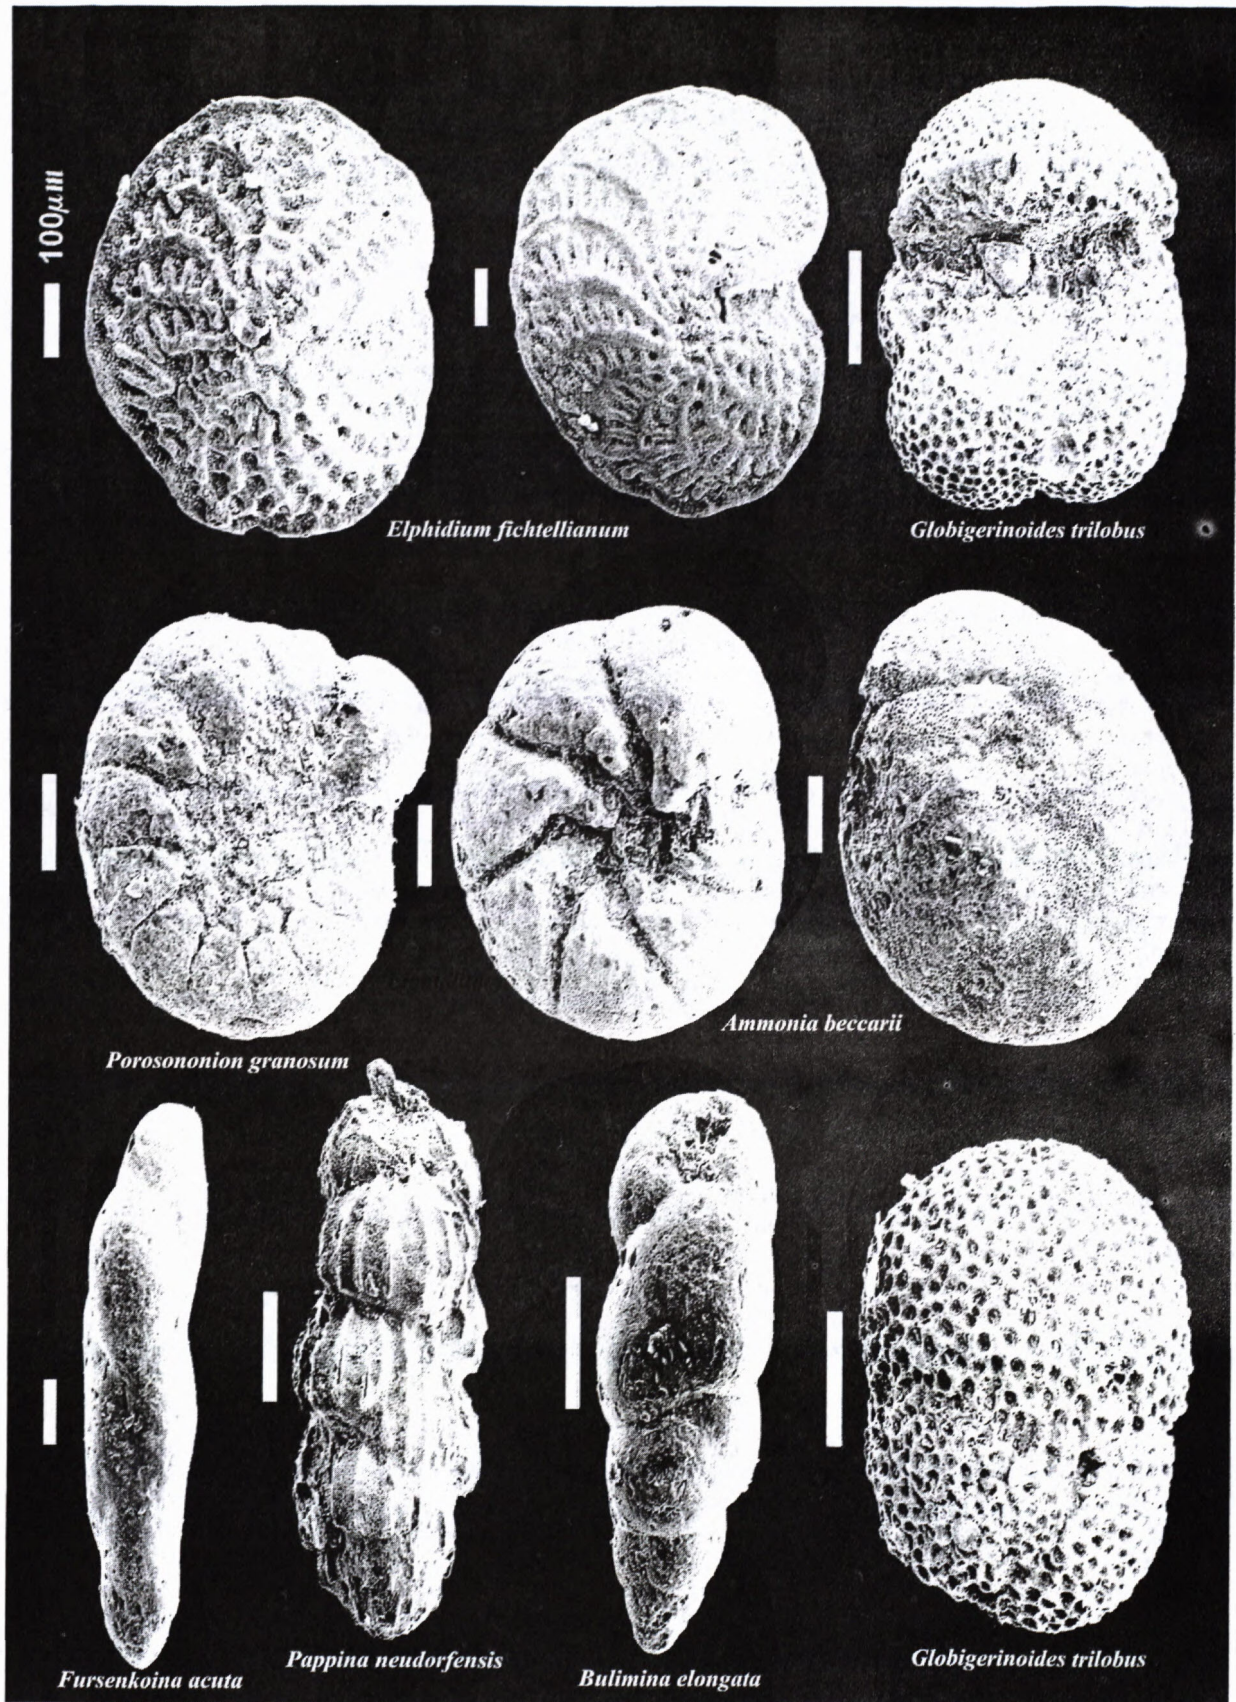 100μm
Elphidium fichtellianum
Globigerinoides trilobus
Porosononion granosum
Ammonia beccarii
Fursenkoina acuta
Pappina neudorfensis
Bulimina elongata
Globigerinoides trilobus